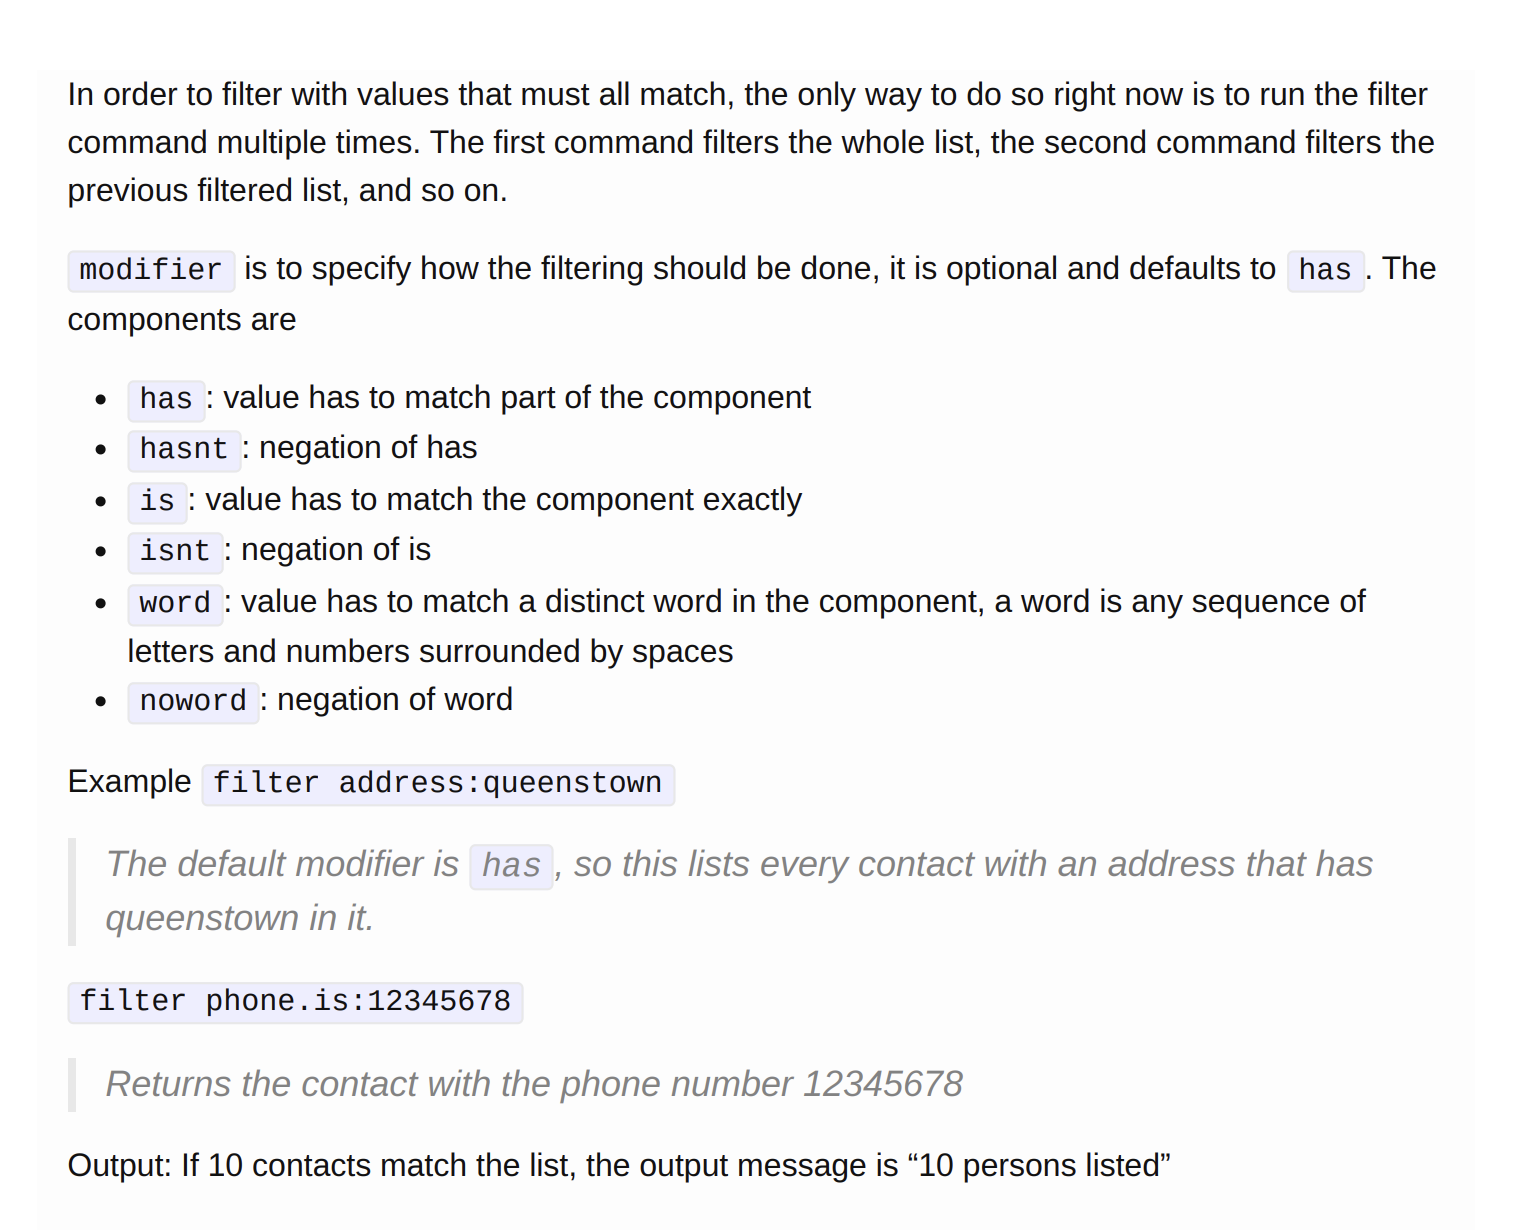 In order to filter with values that must all match, the only way to do so right now is to run the filter
command multiple times. The first command filters the whole list, the second command filters the
previous filtered list, and so on.
modifier is to specify how the filtering should be done, it is optional and defaults to has. The
components are
• has: value has to match part of the component
• hasnt: negation of has
• is: value has to match the component exactly
• isnt: negation of is
• word: value has to match a distinct word in the component, a word is any sequence of
letters and numbers surrounded by spaces
• noword: negation of word
Example filter address:queenstown
The default modifier is has, so this lists every contact with an address that has
queenstown in it.
filter phone.is:12345678
Returns the contact with the phone number 12345678
Output: If 10 contacts match the list, the output message is “10 persons listed”